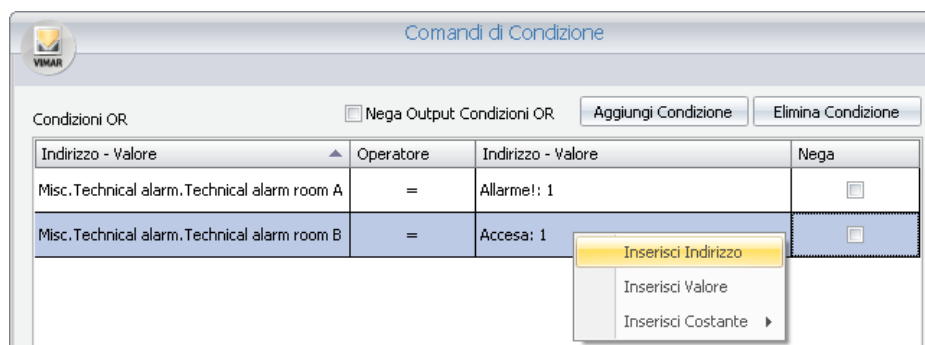 Comandi di Condizione
VIMAR
Condizioni OR
Nega Output Condizioni OR
Aggiungi Condizione
Elimina Condizione
Indirizzo - Valore Operatore Indirizzo - Valore Nega
Misc.Technical alarm.Technical alarm room A = Allarme!: 1
Misc.Technical alarm.Technical alarm room B = Accesa: 1
Inserisci Indirizzo
Inserisci Valore
Inserisci Costante